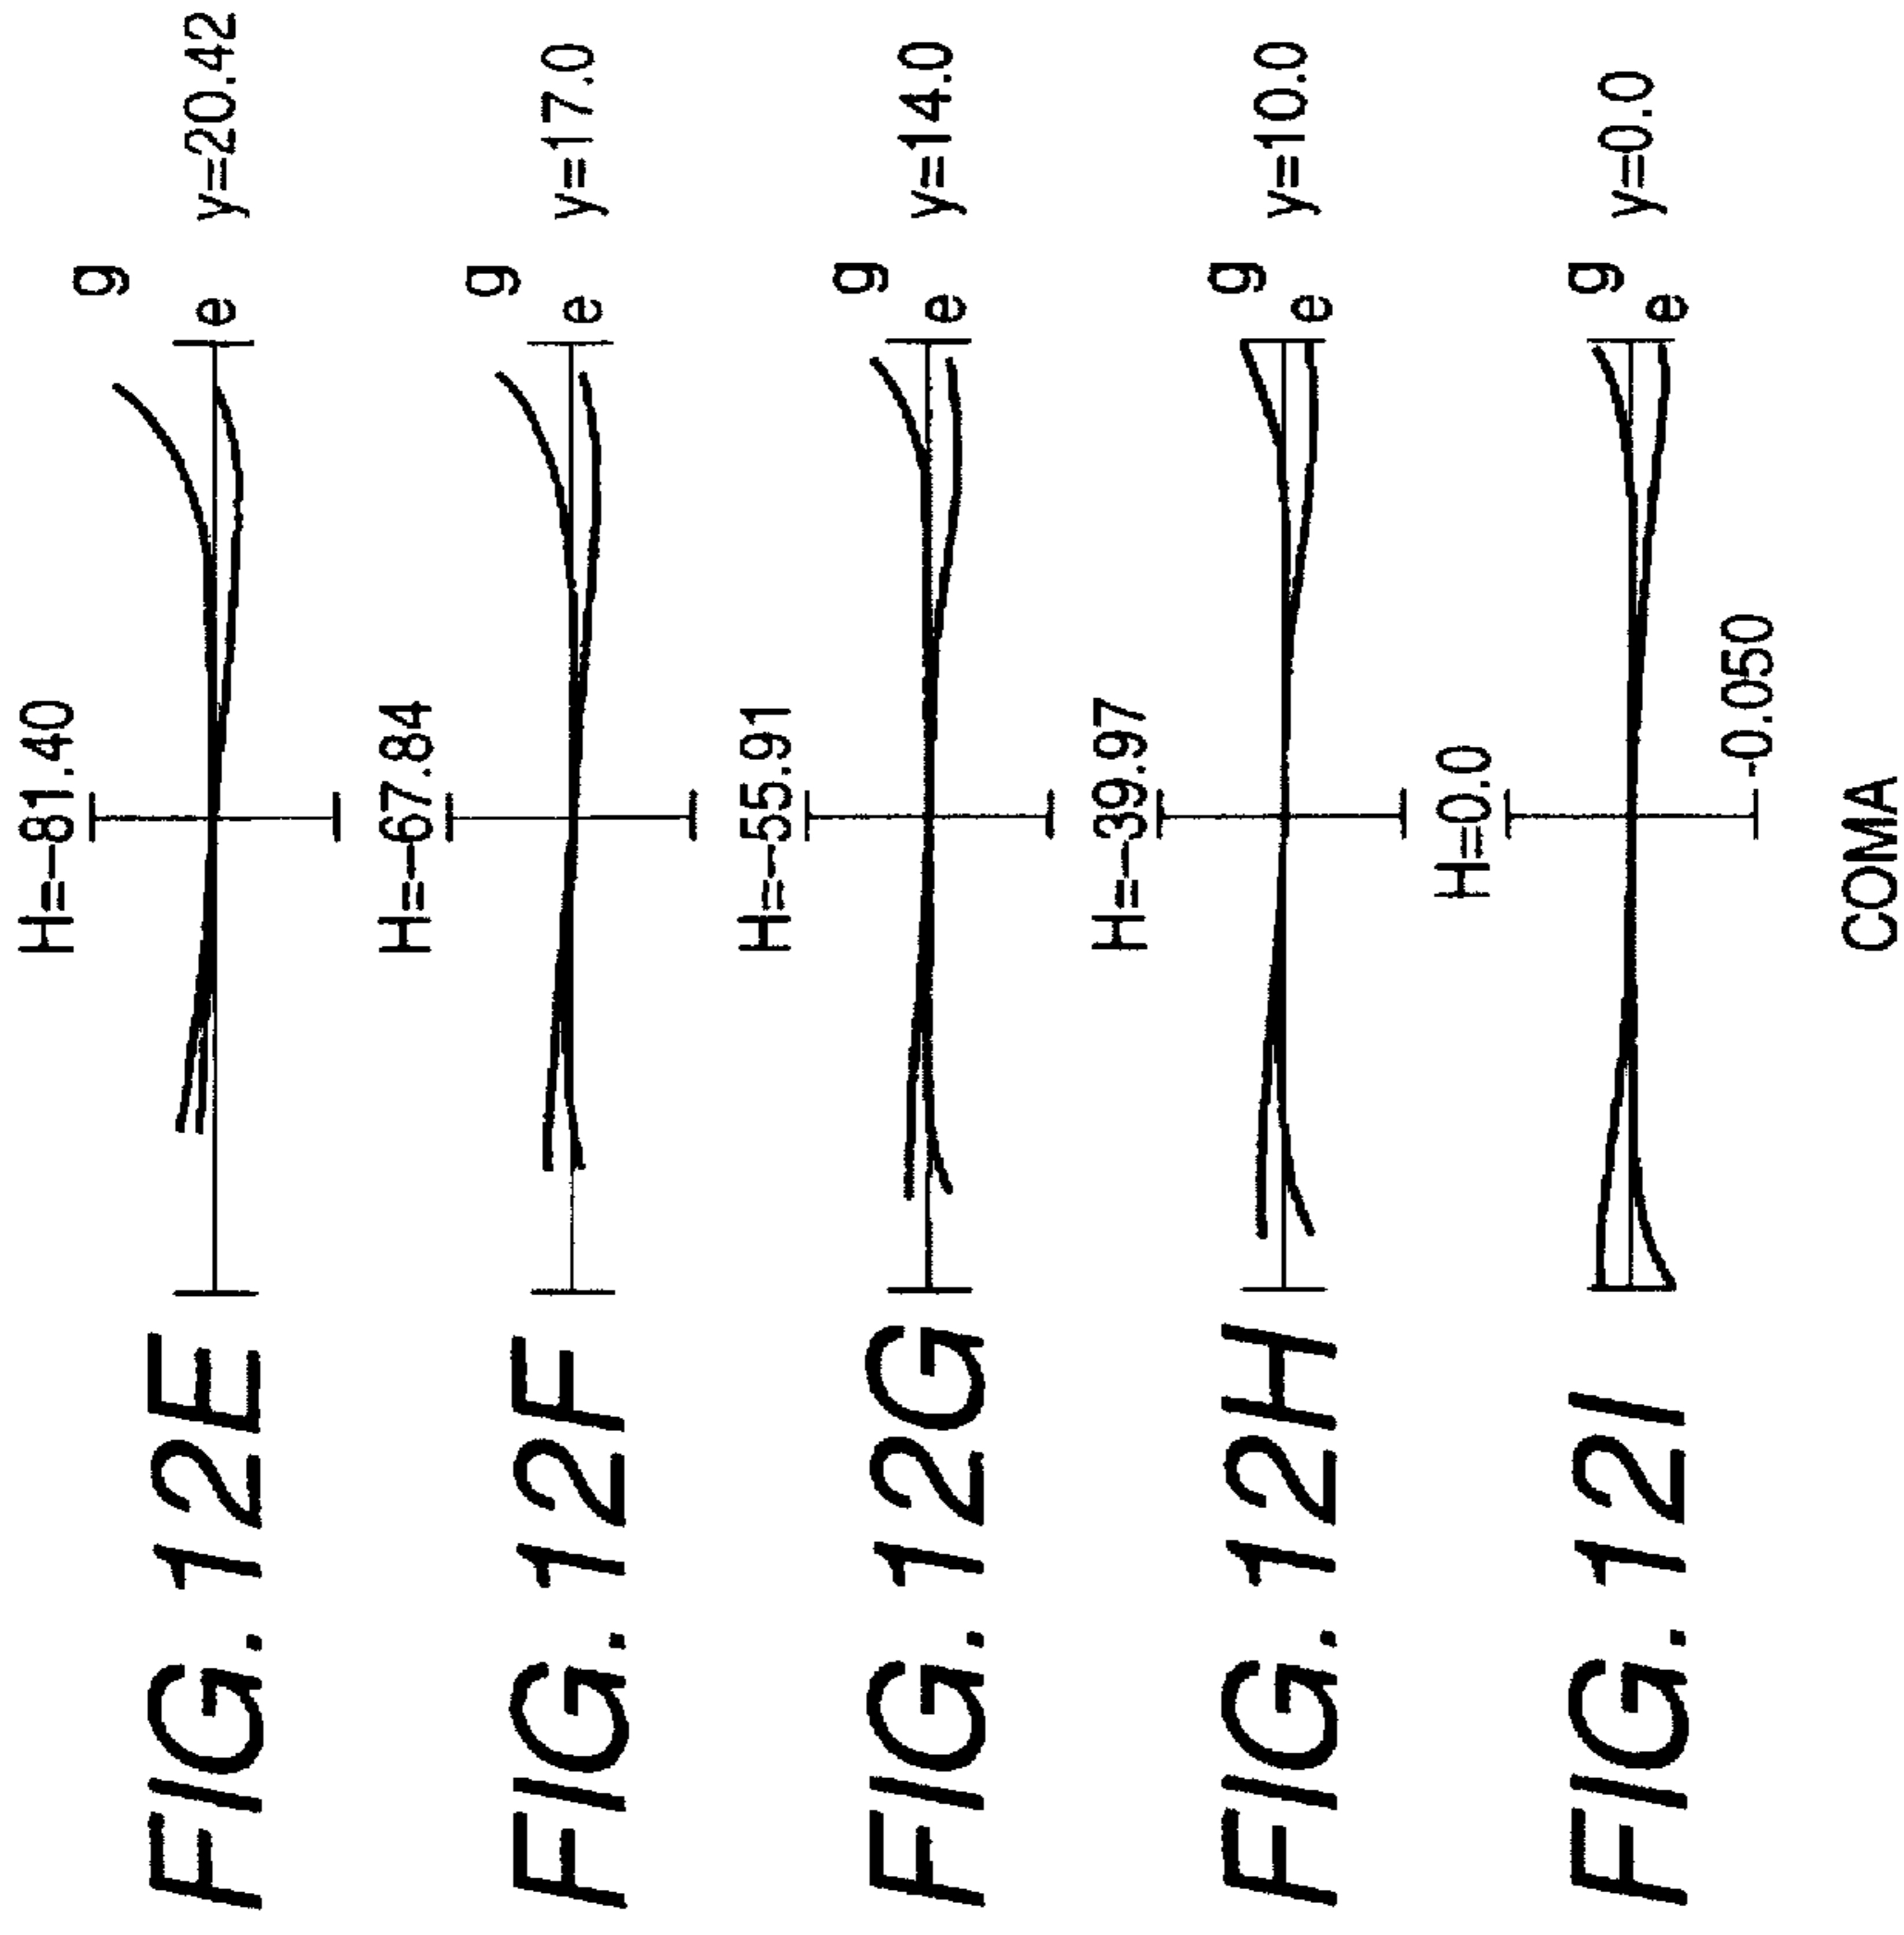 H=-81.40
g
FIG. 12E e y=20.42
H=-67.84
g
FIG. 12F e y=17.0
H=-55.91
g
FIG. 12G e y=14.0
H=-39.97
g
FIG. 12H e y=10.0
H=0.0
g
FIG. 12I e y=0.0
-0.050
COMA